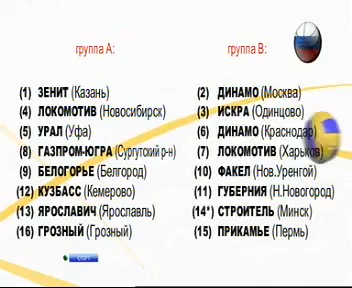 группа А:
(1) ЗЕНИТ (Казань)
(4) ЛОКОМОТИВ (Новосибирск)
(5) УРАЛ (Уфа)
(8) ГАЗПРОМ-ЮГРА (Сургутский р-н)
(9) БЕЛОГОРЬЕ (Белгород)
(12) КУЗБАСС (Кемерово)
(13) ЯРОСЛАВИЧ (Ярославль)
(16) ГРОЗНЫЙ (Грозный)
группа В:
(2) ДИНАМО (Москва)
(3) ИСКРА (Одинцово)
(6) ДИНАМО (Краснодар)
(7) ЛОКОМОТИВ (Харьков)
(10) ФАКЕЛ (Нов.Уренгой)
(11) ГУБЕРНИЯ (Н.Новогород)
(14*) СТРОИТЕЛЬ (Минск)
(15) ПРИКАМЬЕ (Пермь)